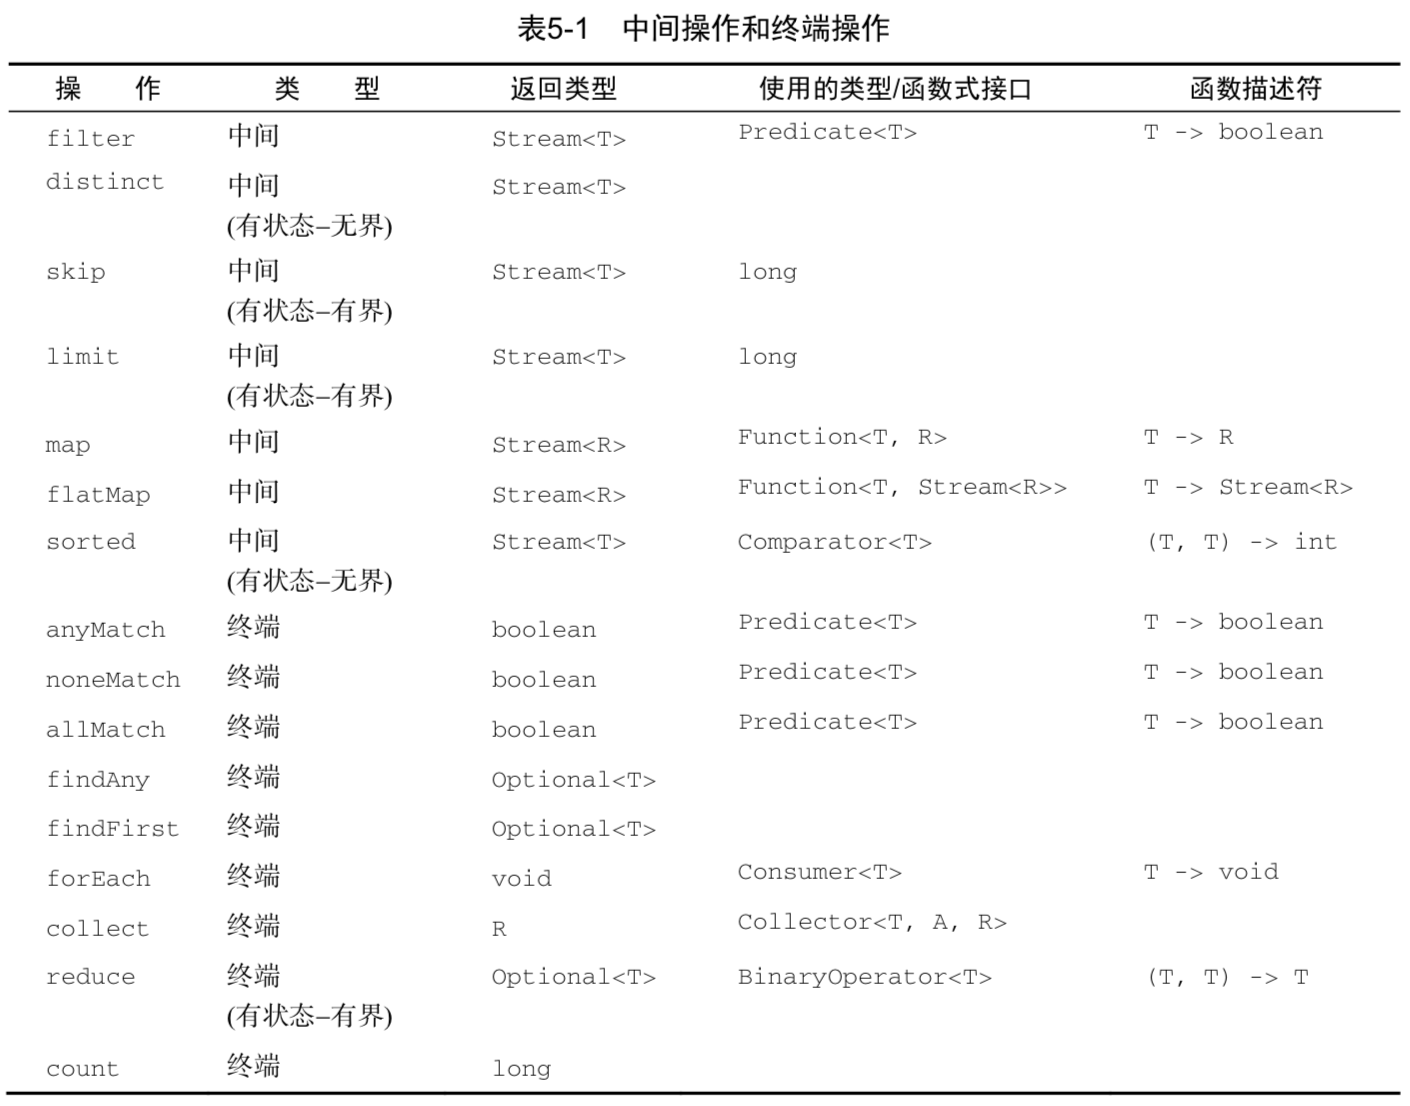 表5-1 中间操作和终端操作
操 作 类 型 返回类型 使用的类型/函数式接口 函数描述符
filter 中间 Stream<T> Predicate<T> T -> boolean
distinct 中间 Stream<T>
(有状态–无界)
skip 中间 Stream<T> long
(有状态–有界)
limit 中间 Stream<T> long
(有状态–有界)
map 中间 Stream<R> Function<T, R> T -> R
flatMap 中间 Stream<R> Function<T, Stream<R>> T -> Stream<R>
sorted 中间 Stream<T> Comparator<T> (T, T) -> int
(有状态–无界)
anyMatch 终端 boolean Predicate<T> T -> boolean
noneMatch 终端 boolean Predicate<T> T -> boolean
allMatch 终端 boolean Predicate<T> T -> boolean
findAny 终端 Optional<T>
findFirst 终端 Optional<T>
forEach 终端 void Consumer<T> T -> void
collect 终端 R Collector<T, A, R>
reduce 终端 Optional<T> BinaryOperator<T> (T, T) -> T
(有状态–有界)
count 终端 long